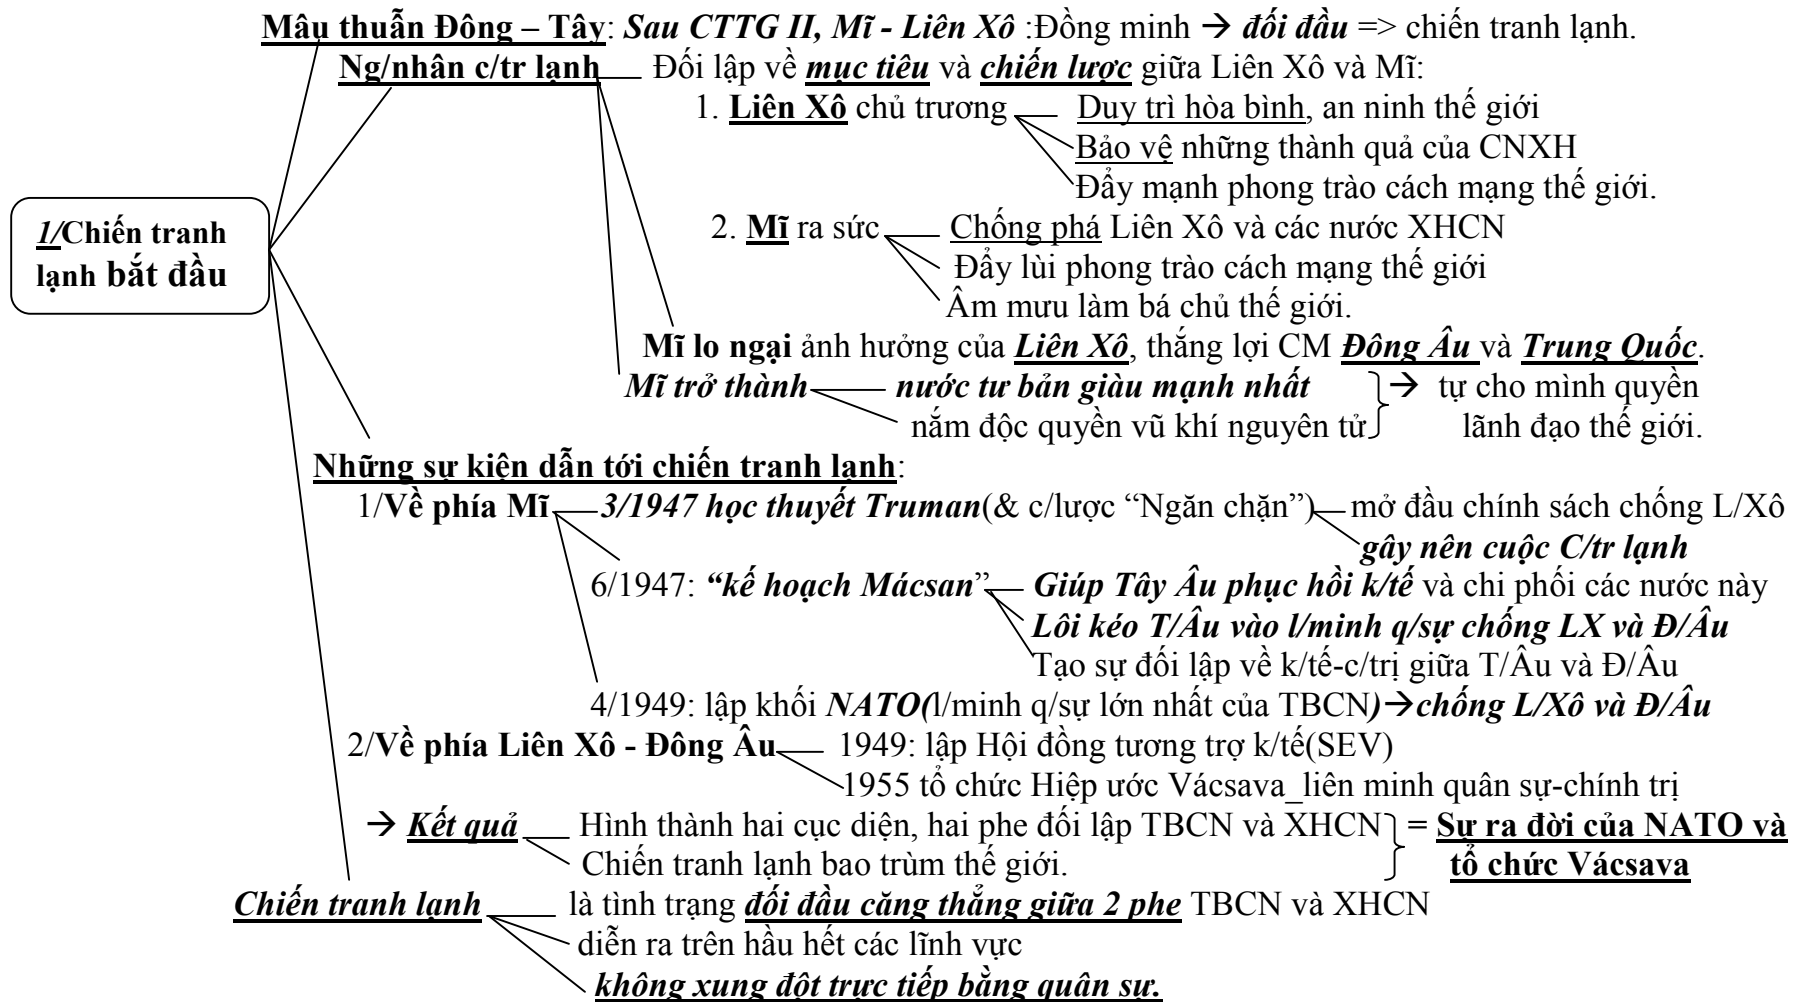 Mâu thuẫn Đông – Tây: Sau CTTG II, Mĩ - Liên Xô :Đồng minh → đối đầu => chiến tranh lạnh.
Ng/nhân c/tr lạnh Đối lập về mục tiêu và chiến lược giữa Liên Xô và Mĩ:
1. Liên Xô chủ trương Duy trì hòa bình, an ninh thế giới
Bảo vệ những thành quả của CNXH
Đẩy mạnh phong trào cách mạng thế giới.
1/Chiến tranh
lạnh bắt đầu
2. Mĩ ra sức Chống phá Liên Xô và các nước XHCN
Đẩy lùi phong trào cách mạng thế giới
Âm mưu làm bá chủ thế giới.
Mĩ lo ngại ảnh hưởng của Liên Xô, thắng lợi CM Đông Âu và Trung Quốc.
Mĩ trở thành nước tư bản giàu mạnh nhất → tự cho mình quyền
nắm độc quyền vũ khí nguyên tử lãnh đạo thế giới.
Những sự kiện dẫn tới chiến tranh lạnh:
1/Về phía Mĩ 3/1947 học thuyết Truman(& c/lược “Ngăn chặn”) mở đầu chính sách chống L/Xô
gây nên cuộc C/tr lạnh
6/1947: “kế hoạch Mácsan” Giúp Tây Âu phục hồi k/tế và chi phối các nước này
Lôi kéo T/Âu vào l/minh q/sự chống LX và Đ/Âu
Tạo sự đối lập về k/tế-c/trị giữa T/Âu và Đ/Âu
4/1949: lập khối NATO(l/minh q/sự lớn nhất của TBCN)→chống L/Xô và Đ/Âu
2/Về phía Liên Xô - Đông Âu 1949: lập Hội đồng tương trợ k/tế(SEV)
1955 tổ chức Hiệp ước Vácsava_liên minh quân sự-chính trị
→ Kết quả Hình thành hai cục diện, hai phe đối lập TBCN và XHCN = Sự ra đời của NATO và
Chiến tranh lạnh bao trùm thế giới. tổ chức Vácsava
Chiến tranh lạnh là tình trạng đối đầu căng thẳng giữa 2 phe TBCN và XHCN
diễn ra trên hầu hết các lĩnh vực
không xung đột trực tiếp bằng quân sự.